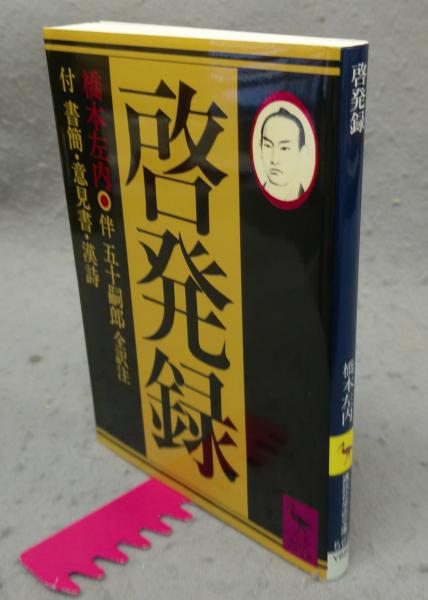 啓発録
橋本左内
伴 五十嗣郎 全訳注
付 書簡・意見書・漢詩
啓発録
橋本左内